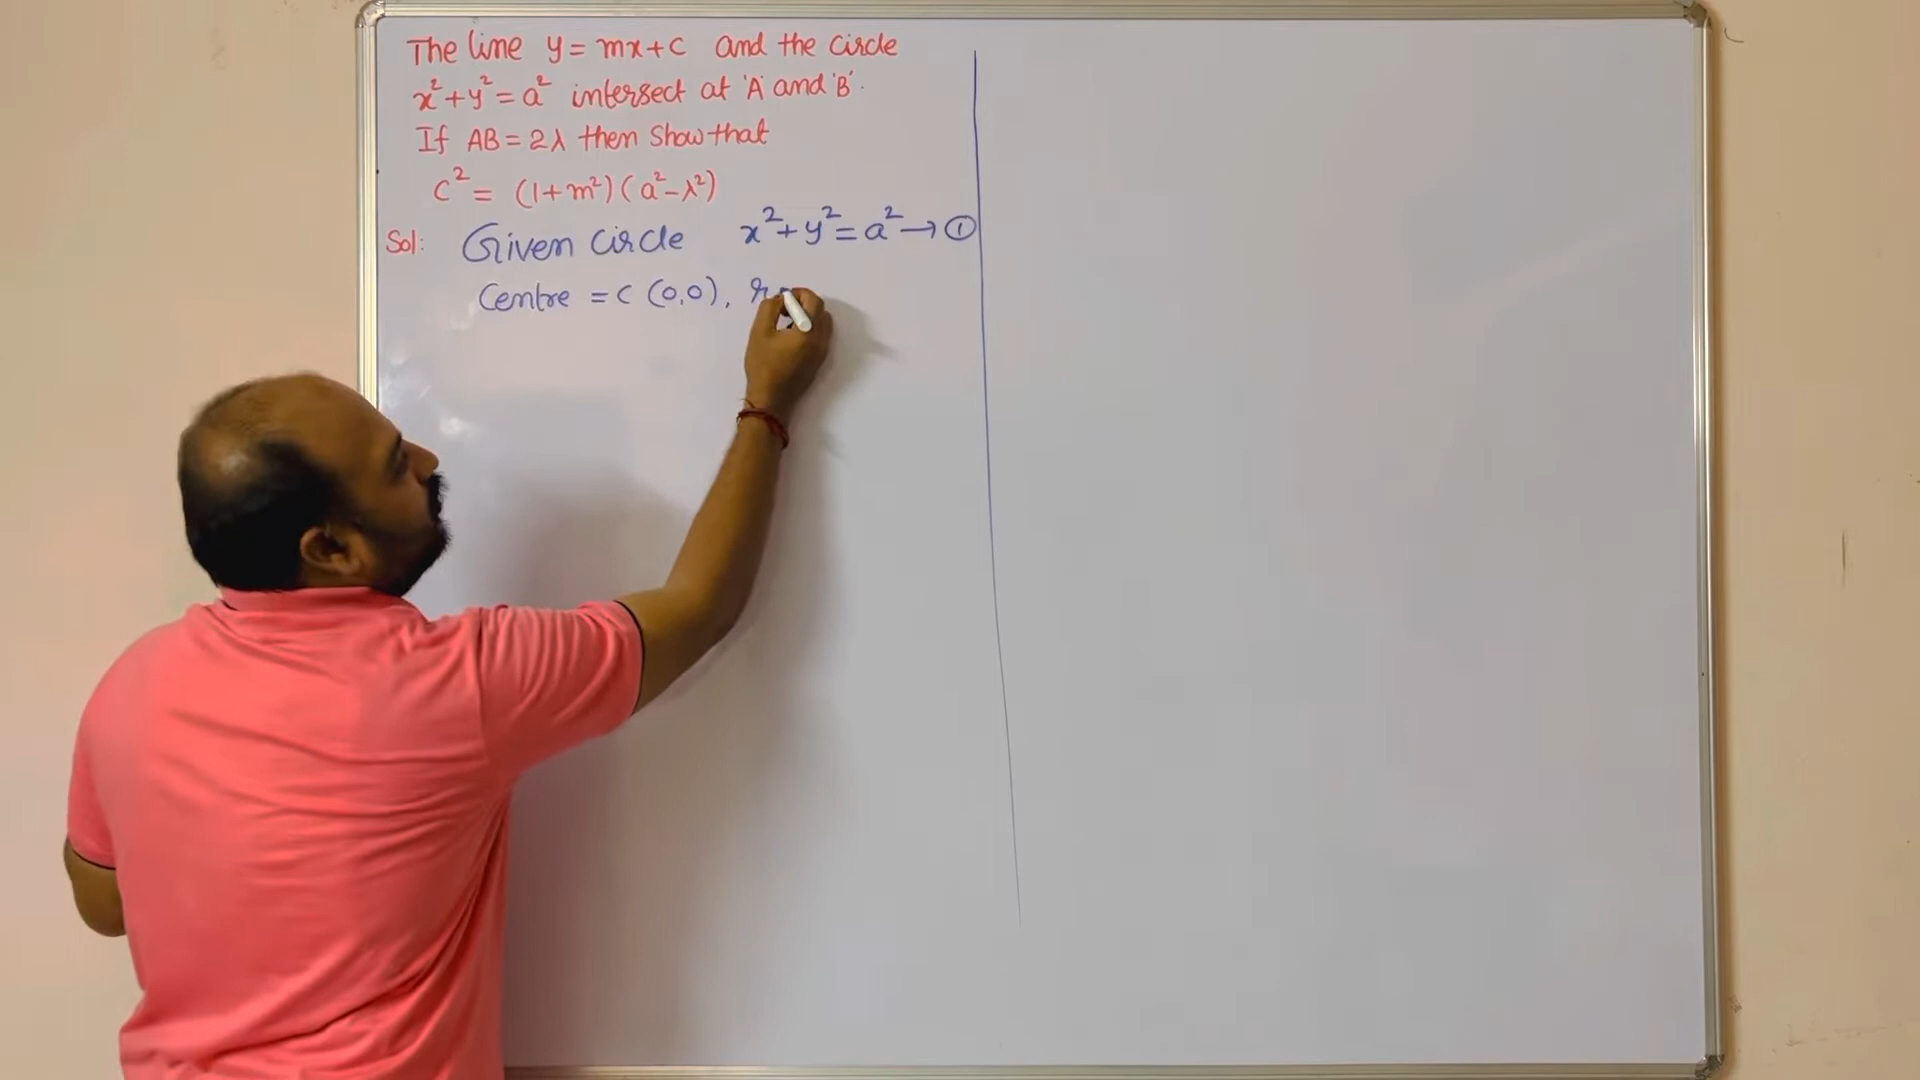 The line y = mx+c and the circle
x²+y² = a² intersect at 'A' and 'B'.
If AB = 2λ then Show that
c² = (1+m²)(a²-λ²)
Sol: Given circle x²+y² = a² → ①
Centre = C (0,0), r